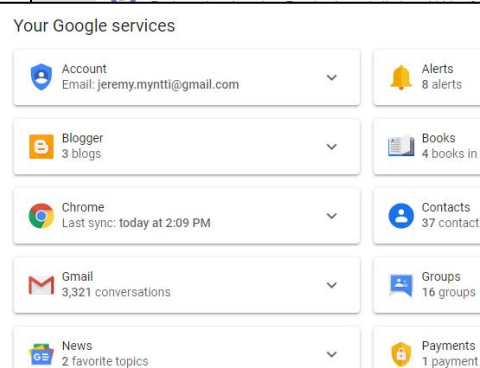 Your Google services
Account
Email: jeremy.myntti@gmail.com
Alerts
8 alerts
Blogger
3 blogs
Books
4 books in
Chrome
Last sync: today at 2:09 PM
Contacts
37 contact
Gmail
3,321 conversations
Groups
16 groups
News
2 favorite topics
Payments
1 payment